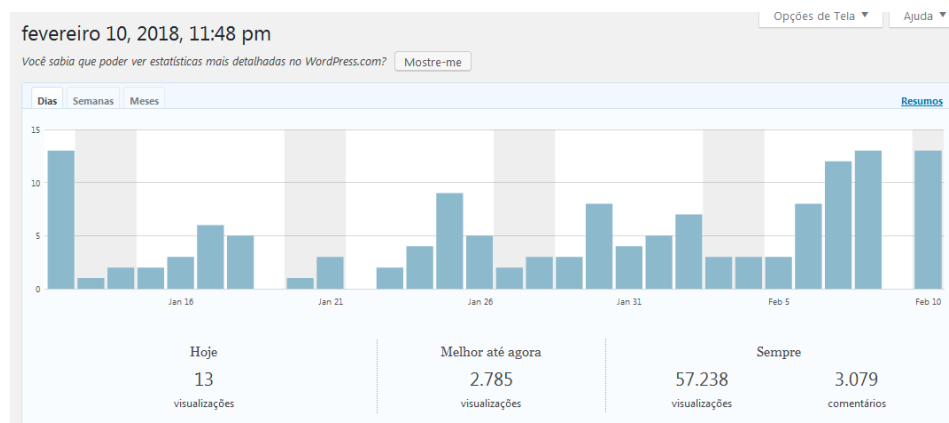 Opções de Tela ▼ Ajuda ▼
fevereiro 10, 2018, 11:48 pm
Você sabia que poder ver estatísticas mais detalhadas no WordPress.com? Mostre-me
Dias Semanas Meses Resumos
15
10
5
0
Jan 16 Jan 21 Jan 26 Jan 31 Feb 5 Feb 10
Hoje Melhor até agora Sempre
13 2.785 57.238 3.079
visualizações visualizações visualizações comentários